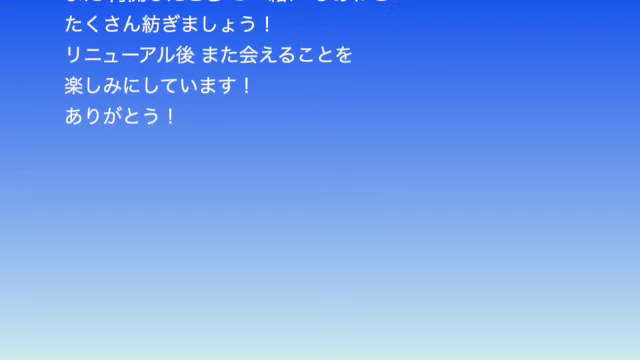 たくさん紡ぎましょう！
リニューアル後 また会えることを
楽しみにしています！
ありがとう！